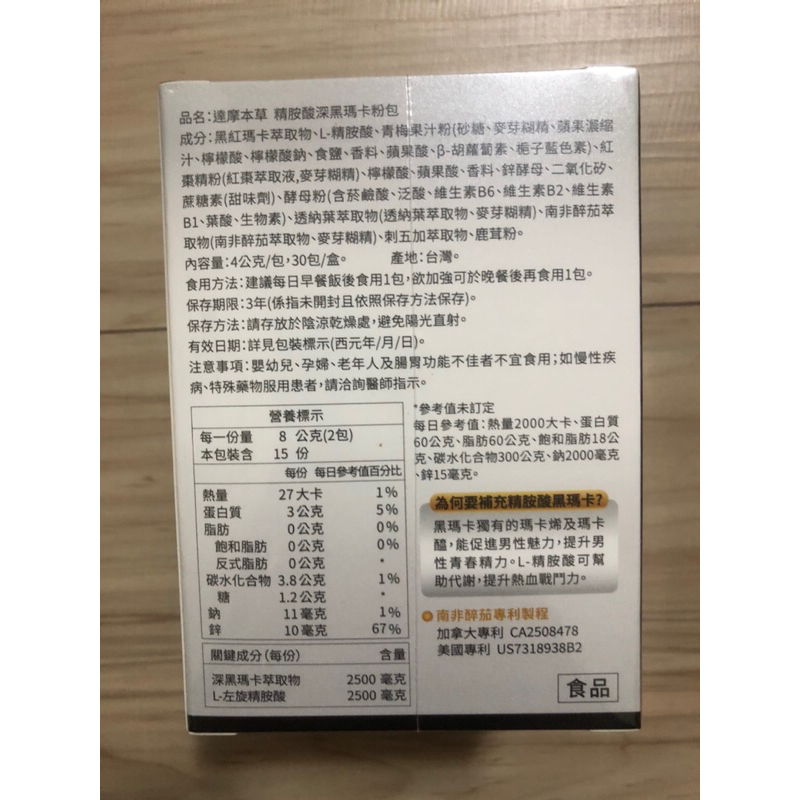 品名:達摩本草 精胺酸深黑瑪卡粉包
成分:黑紅瑪卡萃取物、L-精胺酸、青梅果汁粉(砂糖、麥芽糊精、蘋果濃縮
汁、檸檬酸、檸檬酸鈉、食鹽、香料、蘋果酸、β-胡蘿蔔素、梔子藍色素)、紅
棗精粉(紅棗萃取液,麥芽糊精)、檸檬酸、蘋果酸、香料、鋅酵母、二氧化矽、
蔗糖素(甜味劑)、酵母粉(含菸鹼酸、泛酸、維生素B6、維生素B2、維生素
B1、葉酸、生物素)、透納葉萃取物(透納葉萃取物、麥芽糊精)、南非醉茄萃
取物(南非醉茄萃取物、麥芽糊精)、刺五加萃取物、鹿茸粉。
內容量:4公克/包,30包/盒。 產地:台灣。
食用方法:建議每日早餐飯後食用1包,欲加強可於晚餐後再食用1包。
保存期限:3年(係指未開封且依照保存方法保存)。
保存方法:請存放於陰涼乾燥處,避免陽光直射。
有效日期:詳見包裝標示(西元年/月/日)。
注意事項:嬰幼兒、孕婦、老年人及腸胃功能不佳者不宜食用;如慢性疾
病、特殊藥物服用患者,請洽詢醫師指示。
營養標示
每一份量 8 公克(2包)
本包裝含 15 份
每份 每日參考值百分比
熱量 27大卡 1%
蛋白質 3公克 5%
脂肪 0公克 0%
飽和脂肪 0公克 0%
反式脂肪 0公克 *
碳水化合物 3.8公克 1%
糖 1.2公克 *
鈉 11毫克 1%
鋅 10毫克 67%
關鍵成分(每份) 含量
深黑瑪卡萃取物 2500 毫克
L-左旋精胺酸 2500 毫克
*參考值未訂定
每日參考值:熱量2000大卡、蛋白質
60公克、脂肪60公克、飽和脂肪18公
克、碳水化合物300公克、鈉2000毫克
、鋅15毫克。
為何要補充精胺酸黑瑪卡?
黑瑪卡獨有的瑪卡烯及瑪卡
醯,能促進男性魅力,提升男
性青春精力。L-精胺酸可幫
助代謝,提升熱血戰鬥力。
南非醉茄專利製程
加拿大專利 CA2508478
美國專利 US7318938B2
食品